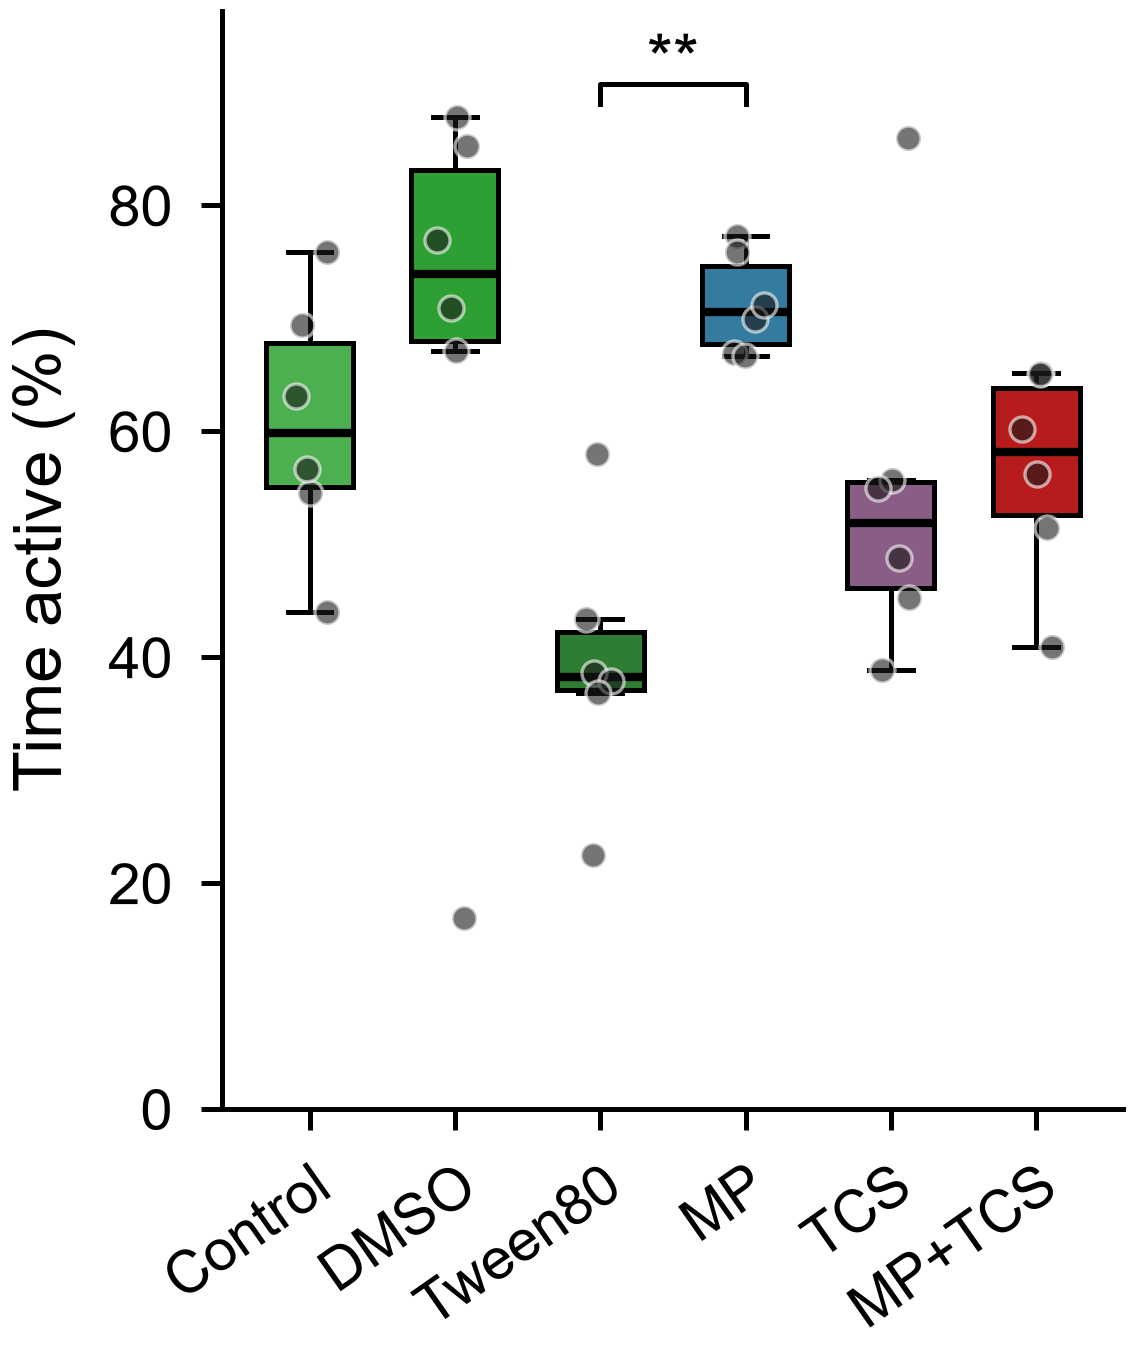 **
Time active (%)
80
60
40
20
0
Control
DMSO
Tween80
MP
TCS
MP+TCS